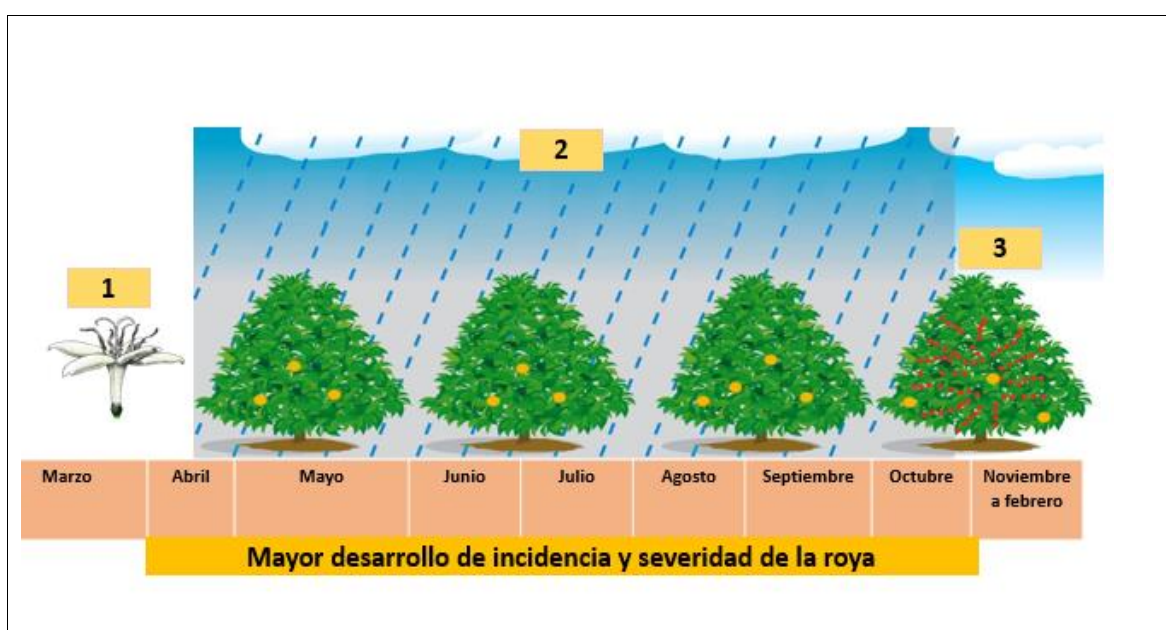 2
3
1
Marzo
Abril
Mayo
Junio
Julio
Agosto
Septiembre
Octubre
Noviembre
a febrero
Mayor desarrollo de incidencia y severidad de la roya